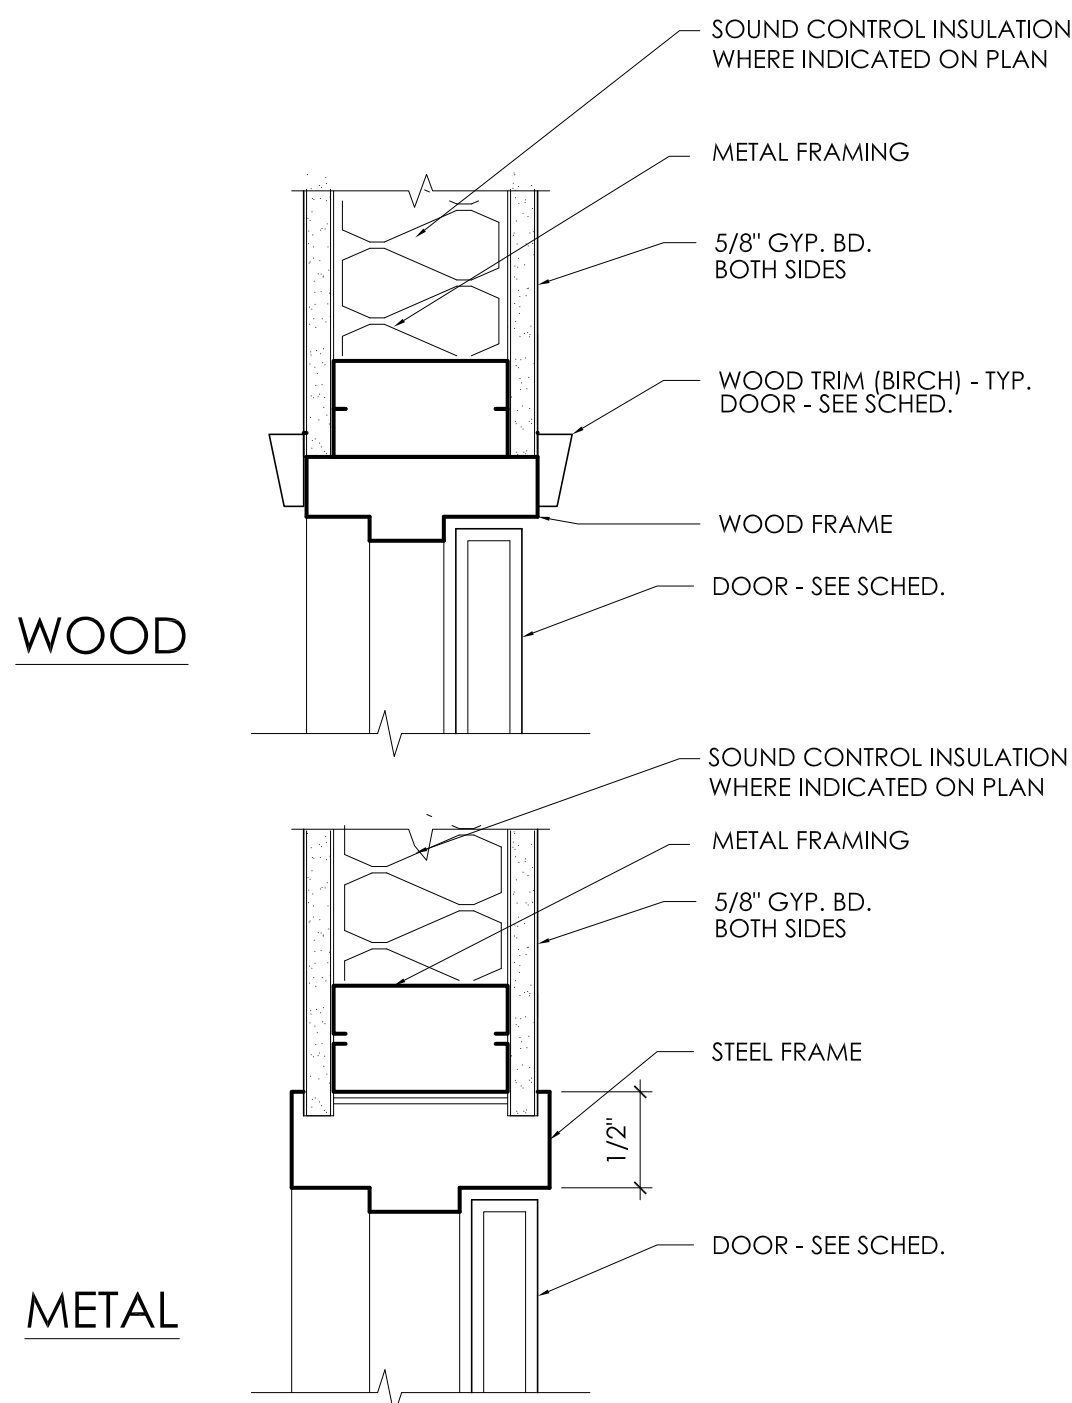 SOUND CONTROL INSULATION
WHERE INDICATED ON PLAN
METAL FRAMING
5/8" GYP. BD.
BOTH SIDES
WOOD TRIM (BIRCH) - TYP.
DOOR - SEE SCHED.
WOOD FRAME
DOOR - SEE SCHED.
WOOD
SOUND CONTROL INSULATION
WHERE INDICATED ON PLAN
METAL FRAMING
5/8" GYP. BD.
BOTH SIDES
STEEL FRAME
1/2"
DOOR - SEE SCHED.
METAL